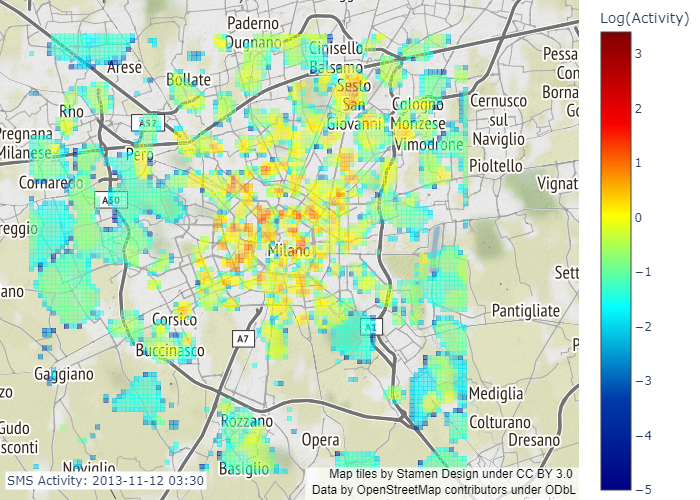 Log(Activity)
3
2
1
0
−1
−2
−3
−4
−5
Paderno
Dugnano
Cinisello
Balsamo
Arese
Bollate
Sesto
San
Giovanni
Cologno
Monzese
Cernusco
sul
Naviglio
Rho
A52
Vimodrone
Pregnana
Milanese
Pero
Pioltello
Cornaredo
A50
Vignat
reggio
Milano
Sett
ano
Pantigliate
Corsico
A1
A7
Buccinasco
Gaggiano
Mediglia
zo
Rozzano
Colturano
Gudo
sconti
Opera
Dresano
Noviglio
Basiglio
Pessa
Con
Borna
Go
P
SMS Activity: 2013-11-12 03:30
Map tiles by Stamen Design under CC BY 3.0
Data by OpenStreetMap contributors under ODbL